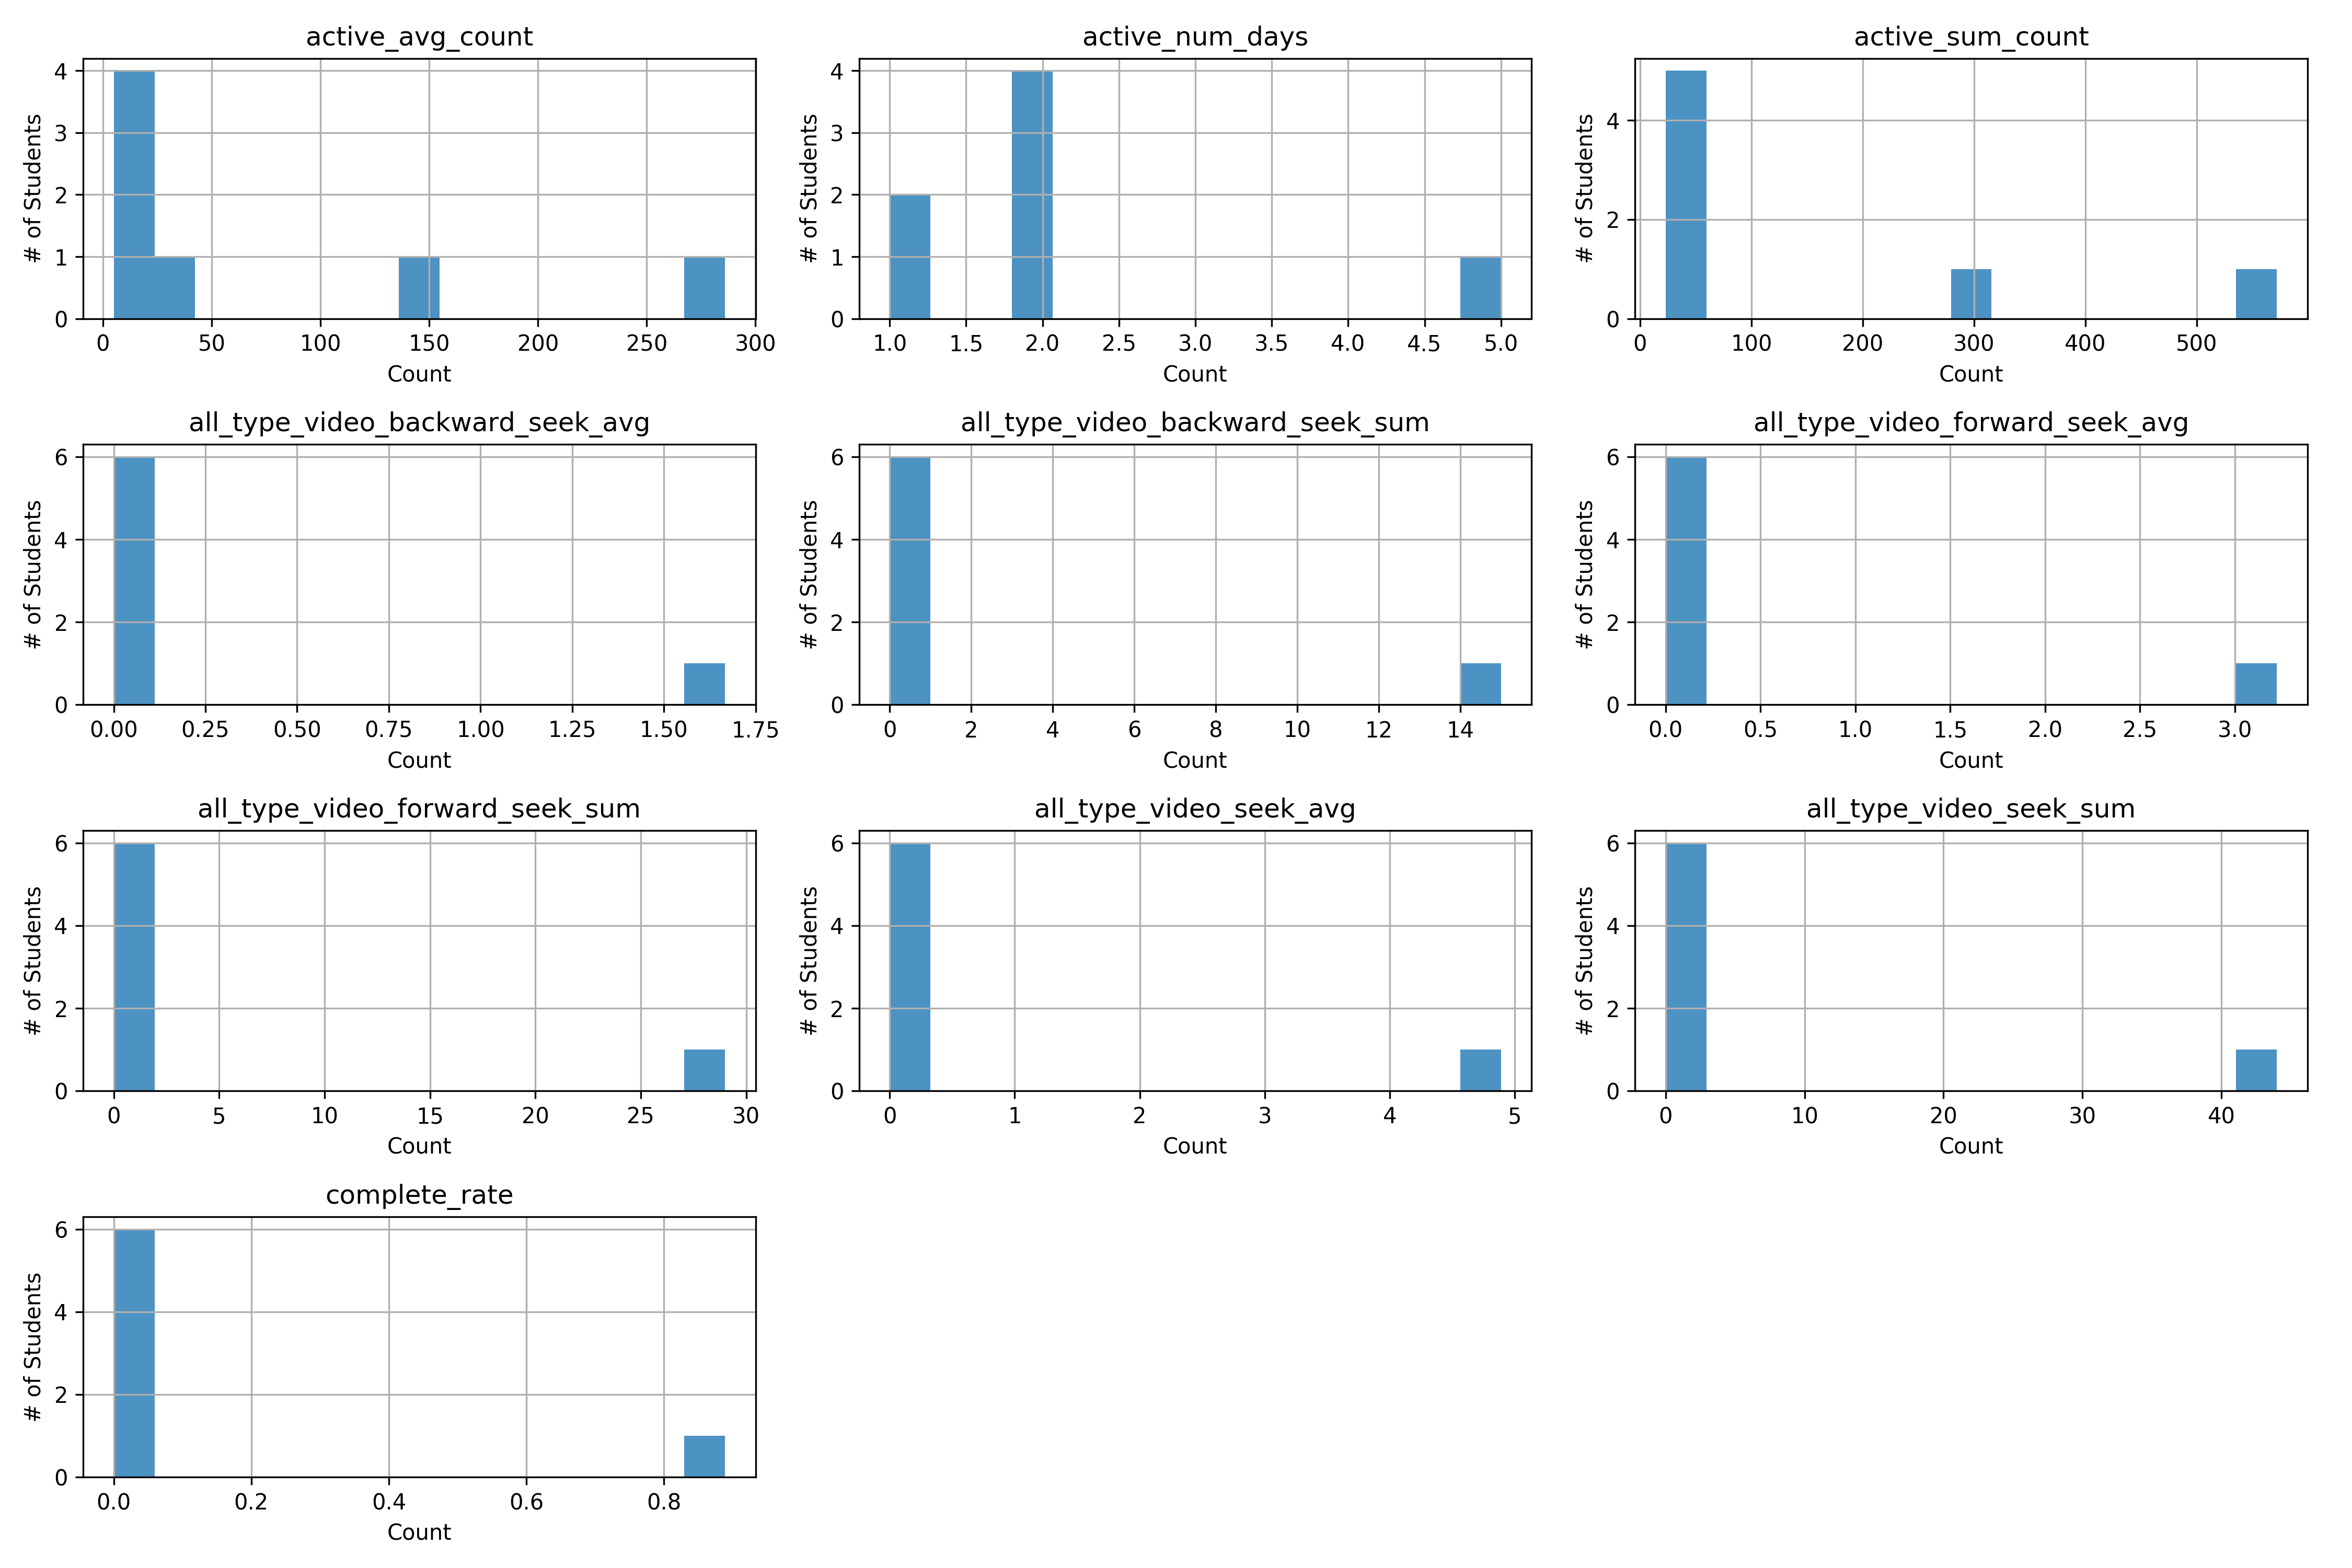 active_avg_count
# of Students
4
3
2
1
0
0 50 100 150 200 250 300
Count
active_num_days
# of Students
4
3
2
1
0
1.0 1.5 2.0 2.5 3.0 3.5 4.0 4.5 5.0
Count
active_sum_count
# of Students
4
2
0
0 100 200 300 400 500
Count
all_type_video_backward_seek_avg
# of Students
6
4
2
0
0.00 0.25 0.50 0.75 1.00 1.25 1.50 1.75
Count
all_type_video_backward_seek_sum
# of Students
6
4
2
0
0 2 4 6 8 10 12 14
Count
all_type_video_forward_seek_avg
# of Students
6
4
2
0
0.0 0.5 1.0 1.5 2.0 2.5 3.0
Count
all_type_video_forward_seek_sum
# of Students
6
4
2
0
0 5 10 15 20 25 30
Count
all_type_video_seek_avg
# of Students
6
4
2
0
0 1 2 3 4 5
Count
all_type_video_seek_sum
# of Students
6
4
2
0
0 10 20 30 40
Count
complete_rate
# of Students
6
4
2
0
0.0 0.2 0.4 0.6 0.8
Count